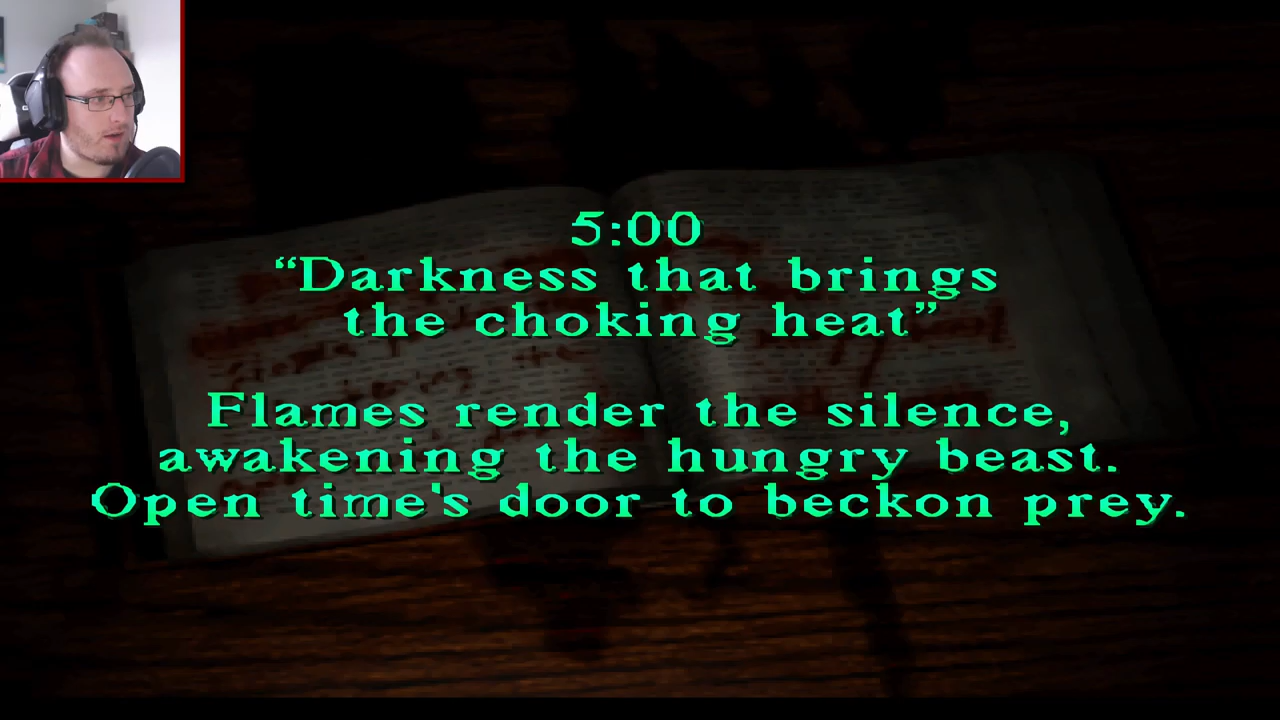 5:00
“Darkness that brings
the choking heat”
Flames render the silence,
awakening the hungry beast.
Open time's door to beckon prey.